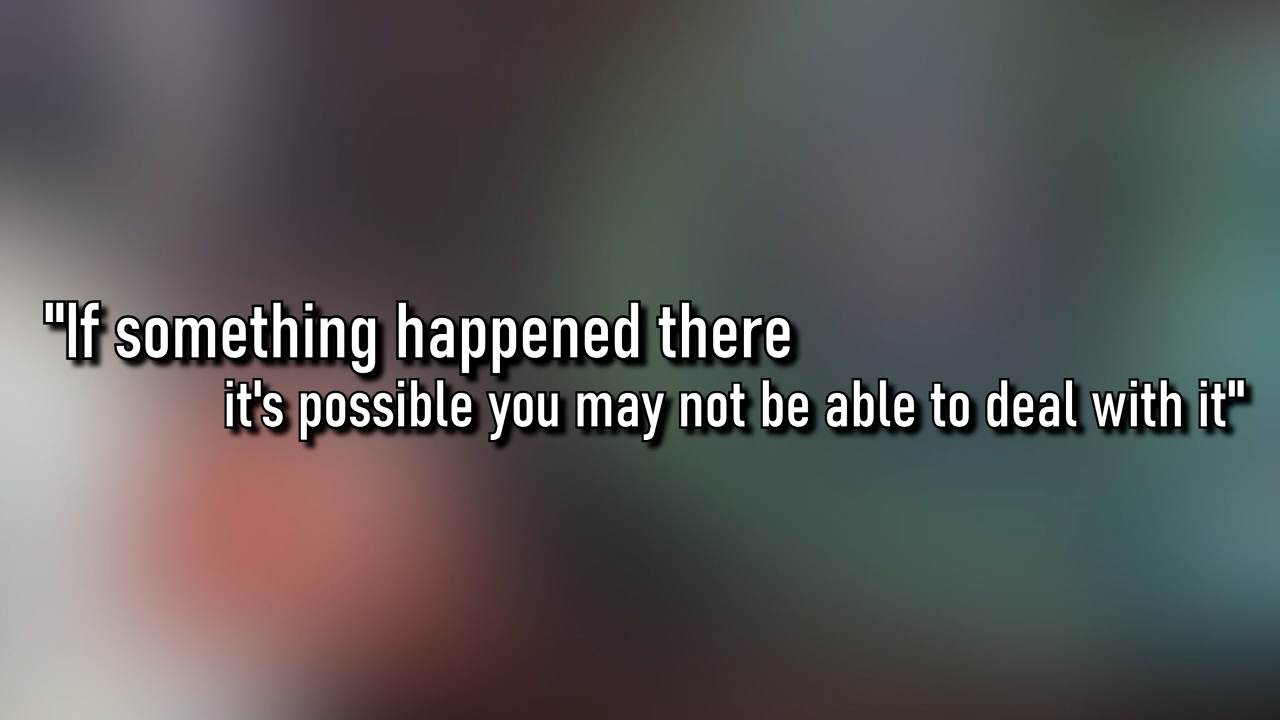 "If something happened there
it's possible you may not be able to deal with it"